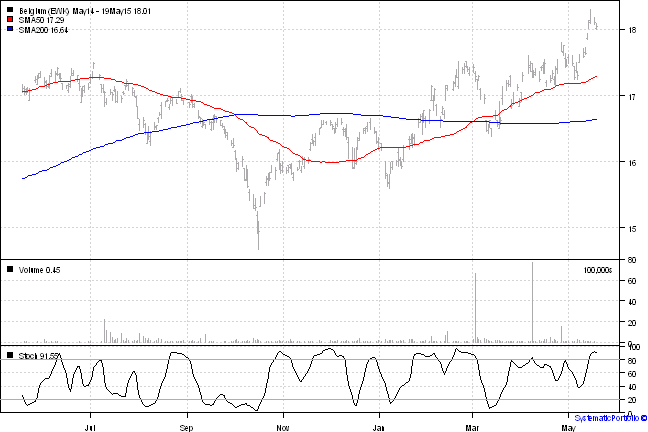 Belgium (EWK) May14 - 19May15 18.01
SMA50 17.29
SMA200 16.64
18
17
16
15
80
Volume 0.45
100,000s
60
40
20
0
100
Stoch 91.55
80
60
40
20
0
Jul Sep Nov Jan Mar May
SystematicPortfolio ©